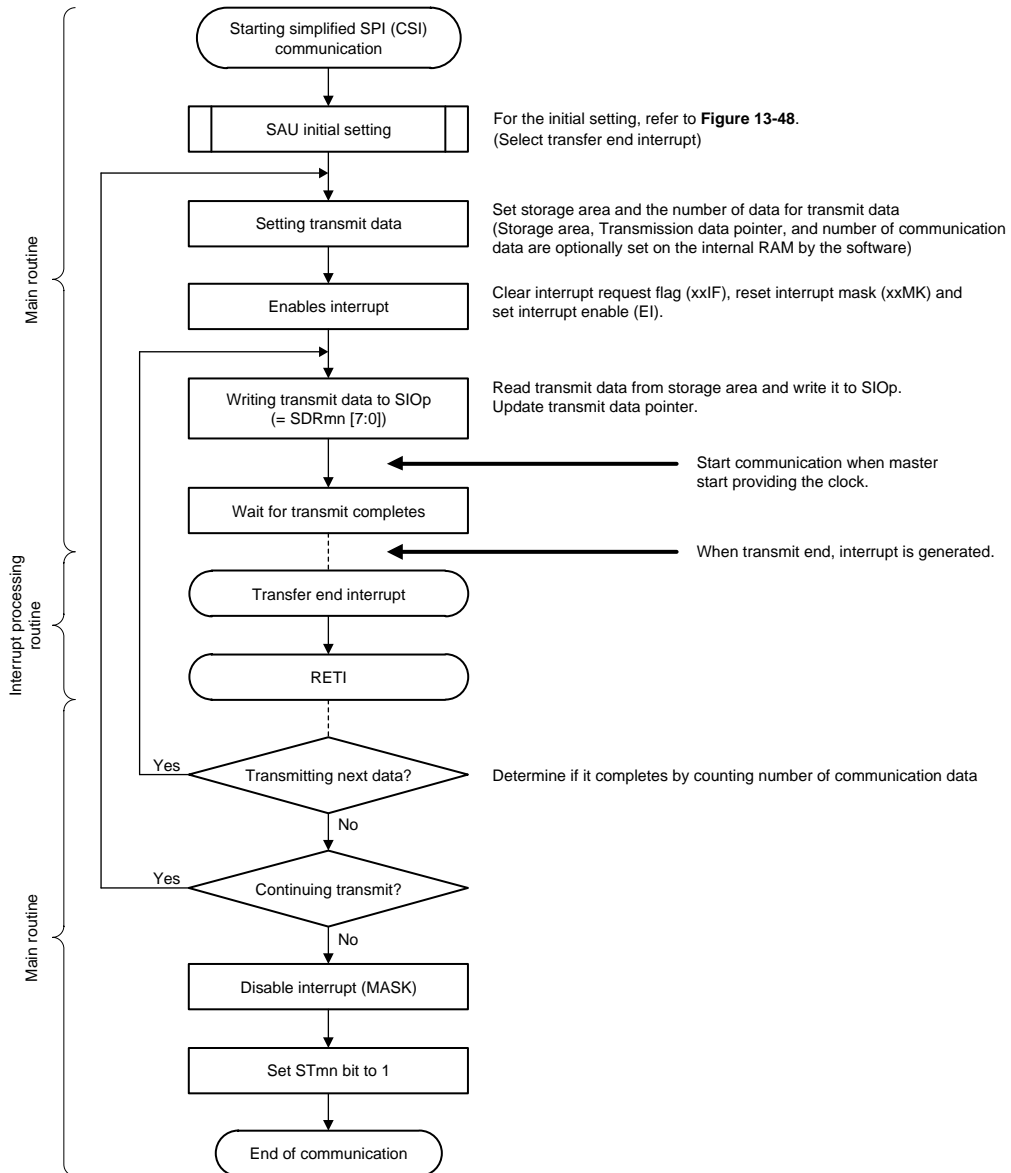 Starting simplified SPI (CSI)
communication
SAU initial setting
For the initial setting, refer to Figure 13-48.
(Select transfer end interrupt)
Setting transmit data
Set storage area and the number of data for transmit data
(Storage area, Transmission data pointer, and number of communication
data are optionally set on the internal RAM by the software)
Main routine
Enables interrupt
Clear interrupt request flag (xxIF), reset interrupt mask (xxMK) and
set interrupt enable (EI).
Writing transmit data to SIOp
(= SDRmn [7:0])
Read transmit data from storage area and write it to SIOp.
Update transmit data pointer.
Start communication when master
start providing the clock.
Wait for transmit completes
When transmit end, interrupt is generated.
Interrupt processing
routine
Transfer end interrupt
RETI
Yes
Transmitting next data?
Determine if it completes by counting number of communication data
No
Yes
Continuing transmit?
No
Main routine
Disable interrupt (MASK)
Set STmn bit to 1
End of communication